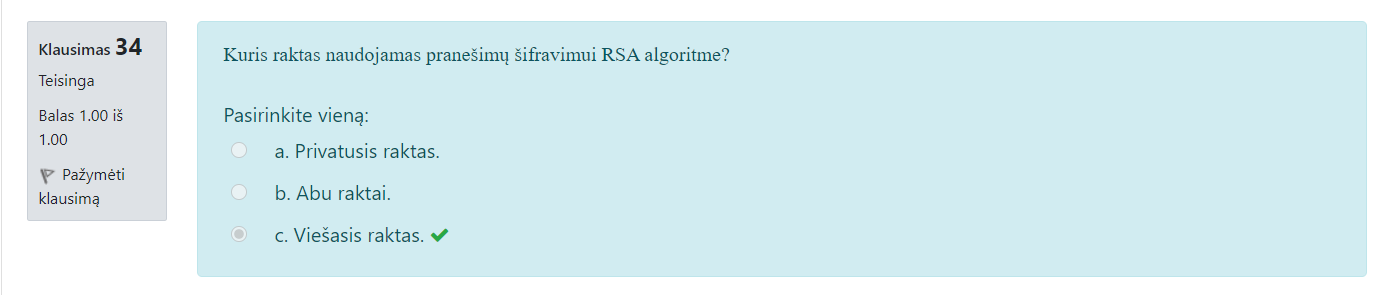 Klausimas 34
Teisinga
Balas 1.00 iš
1.00
Pažymėti
klausimą
Kuris raktas naudojamas pranešimų šifravimui RSA algoritme?
Pasirinkite vieną:
a. Privatusis raktas.
b. Abu raktai.
c. Viešasis raktas.